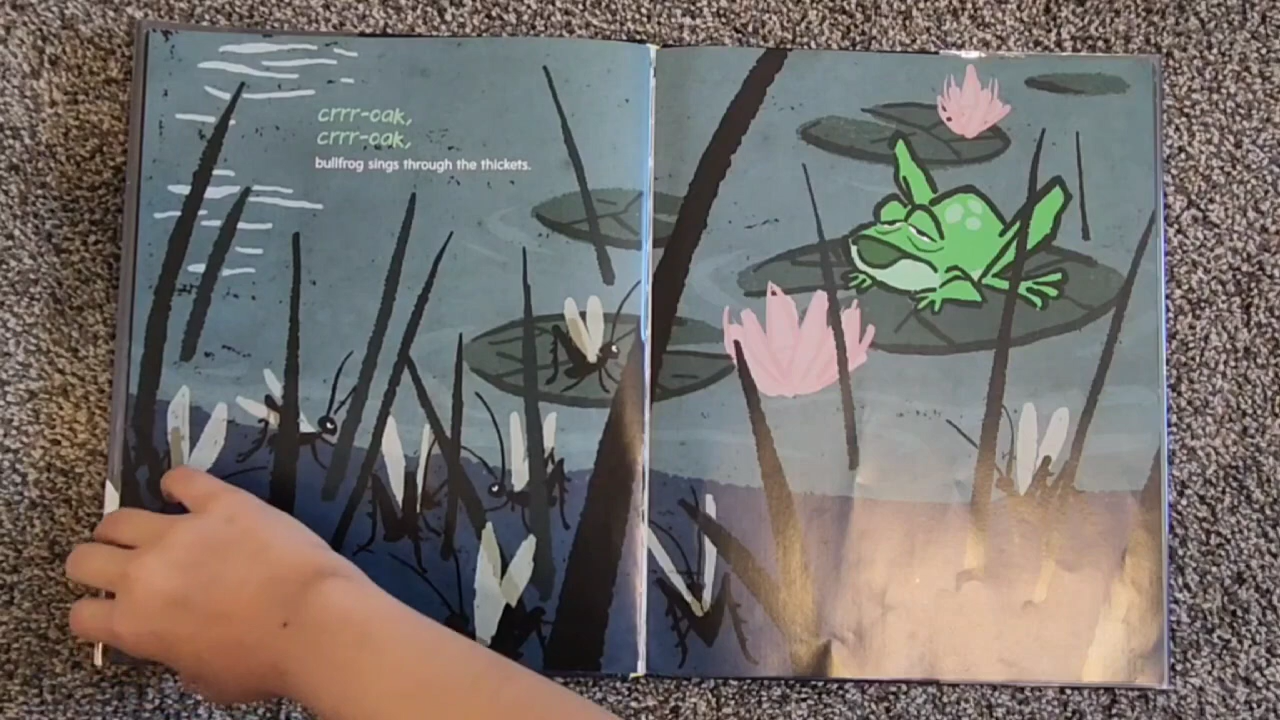 crrr-oak,
crrr-oak,
bullfrog sings through the thickets.